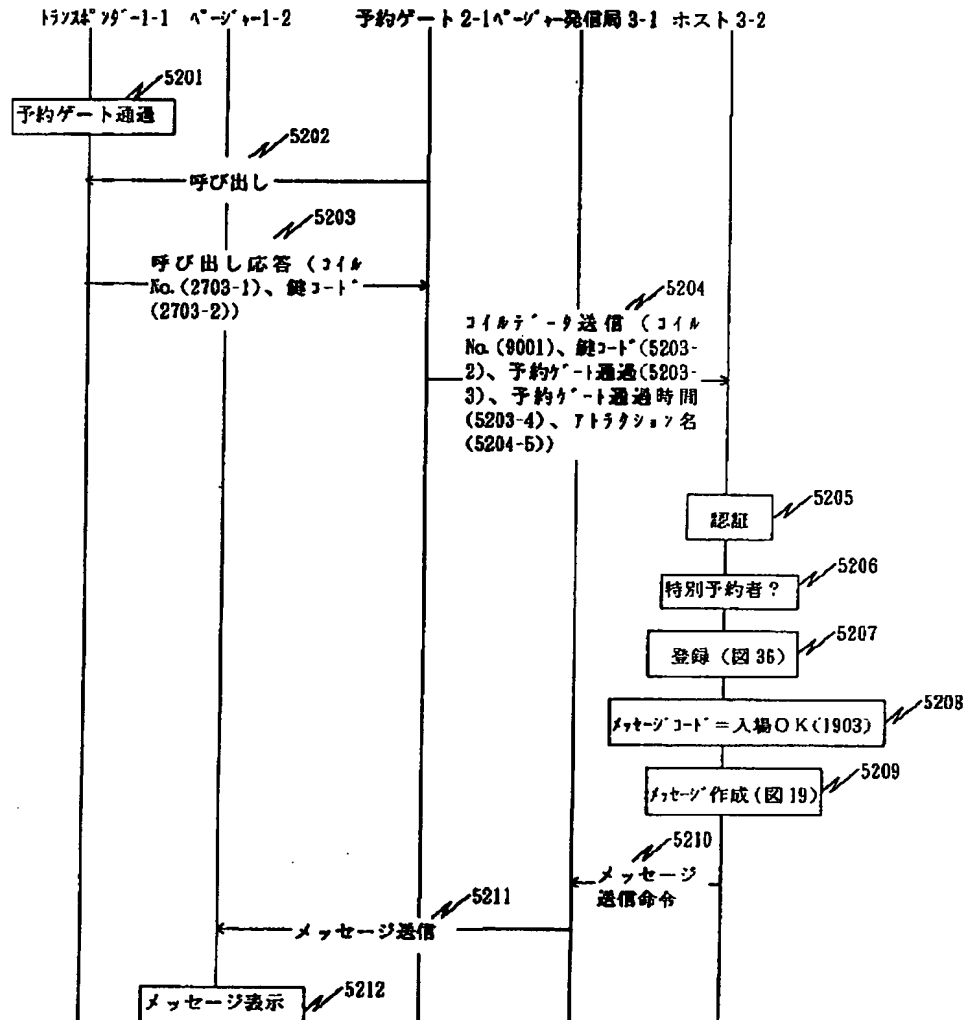 トランスポンダー1-1 ページャー1-2 予約ゲート2-1 ページャー発信局3-1 ホスト3-2
5201
予約ゲート通過
5202
呼び出し
5203
呼び出し応答（コイル
No.(2703-1)、鍵コード
(2703-2))
5204
コイルデータ送信（コイル
No.(9001)、鍵コード(5203-
2)、予約ゲート通過(5203-
3)、予約ゲート通過時間
(5203-4)、アトラクション名
(5204-5))
5205
認証
5206
特別予約者？
5207
登録（図36）
5208
メッセージコード＝入場OK(1903)
5209
メッセージ作成(図19)
5210
メッセージ
送信命令
5211
メッセージ送信
5212
メッセージ表示